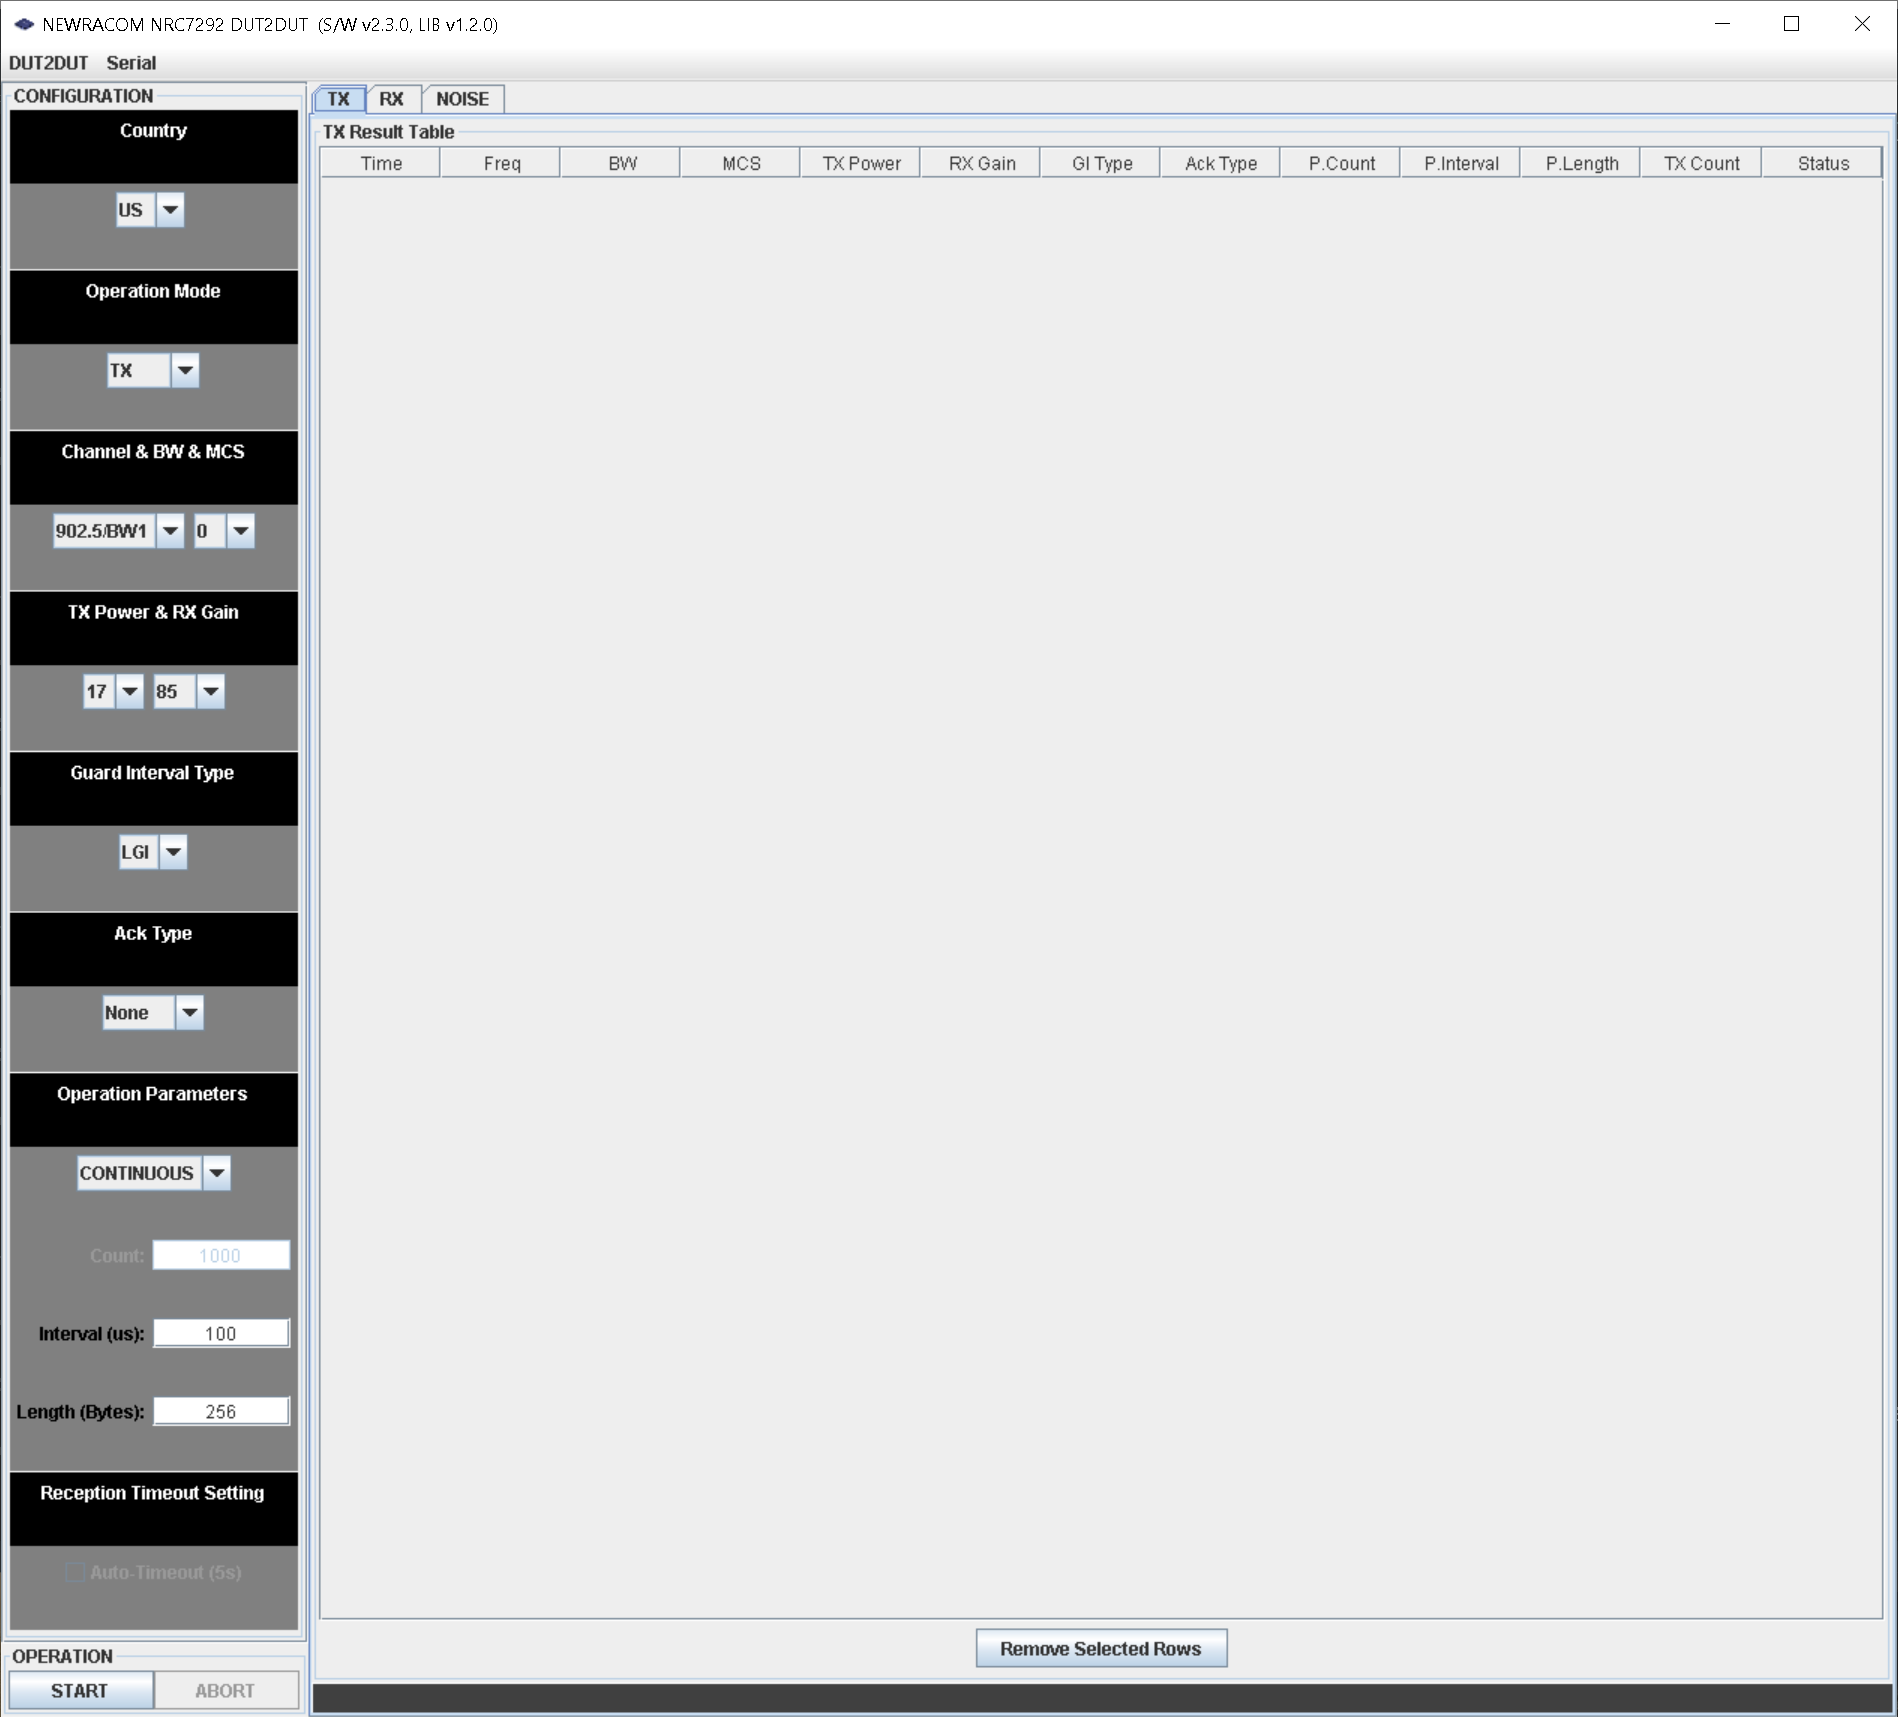 NEWRACOM NRC7292 DUT2DUT (S/W v2.3.0, LIB v1.2.0)
DUT2DUT Serial
CONFIGURATION
Country
US
Operation Mode
TX
Channel & BW & MCS
902.5/BW1 0
TX Power & RX Gain
17 85
Guard Interval Type
LGI
Ack Type
None
Operation Parameters
CONTINUOUS
Count: 1000
Interval (us): 100
Length (Bytes): 256
Reception Timeout Setting
Auto-Timeout (5s)
OPERATION
START ABORT
TX RX NOISE
TX Result Table
Time Freq BW MCS TX Power RX Gain GI Type Ack Type P.Count P.Interval P.Length TX Count Status
Remove Selected Rows